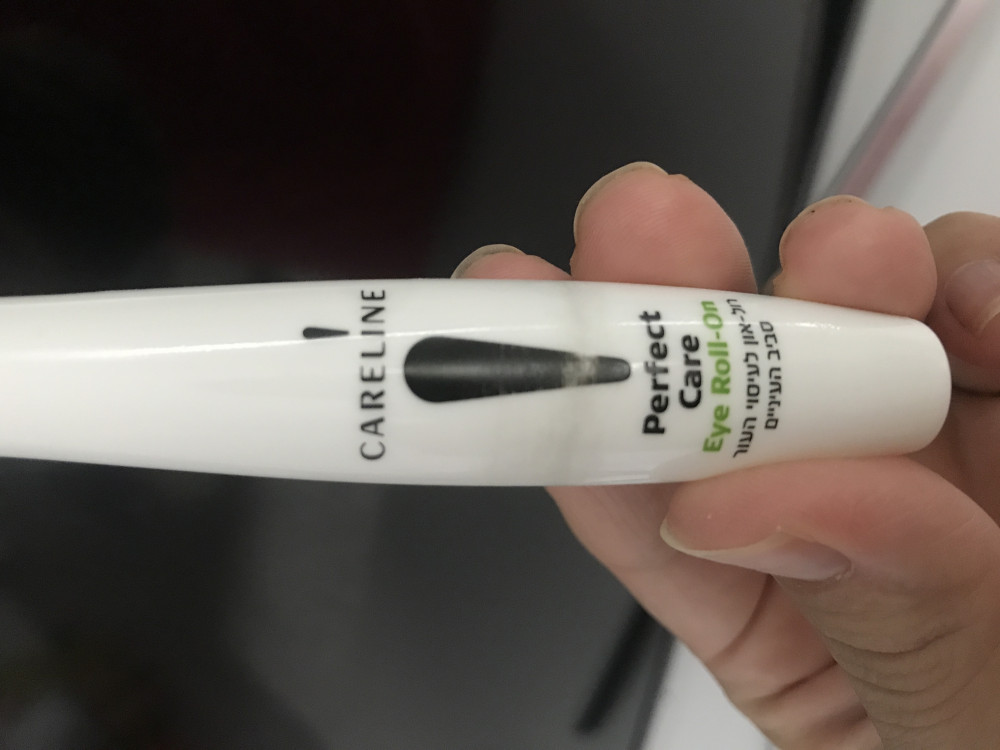 CARELINE
Perfect
Care
Eye Roll-On
רול-און לעיסוי העור
סביב העיניים